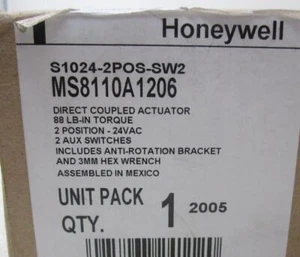 Honeywell
S1024-2POS-SW2
MS8110A1206
DIRECT COUPLED ACTUATOR
88 LB-IN TORQUE
2 POSITION - 24VAC
2 AUX SWITCHES
INCLUDES ANTI-ROTATION BRACKET
AND 3MM HEX WRENCH
ASSEMBLED IN MEXICO
UNIT PACK
QTY. 1 2005